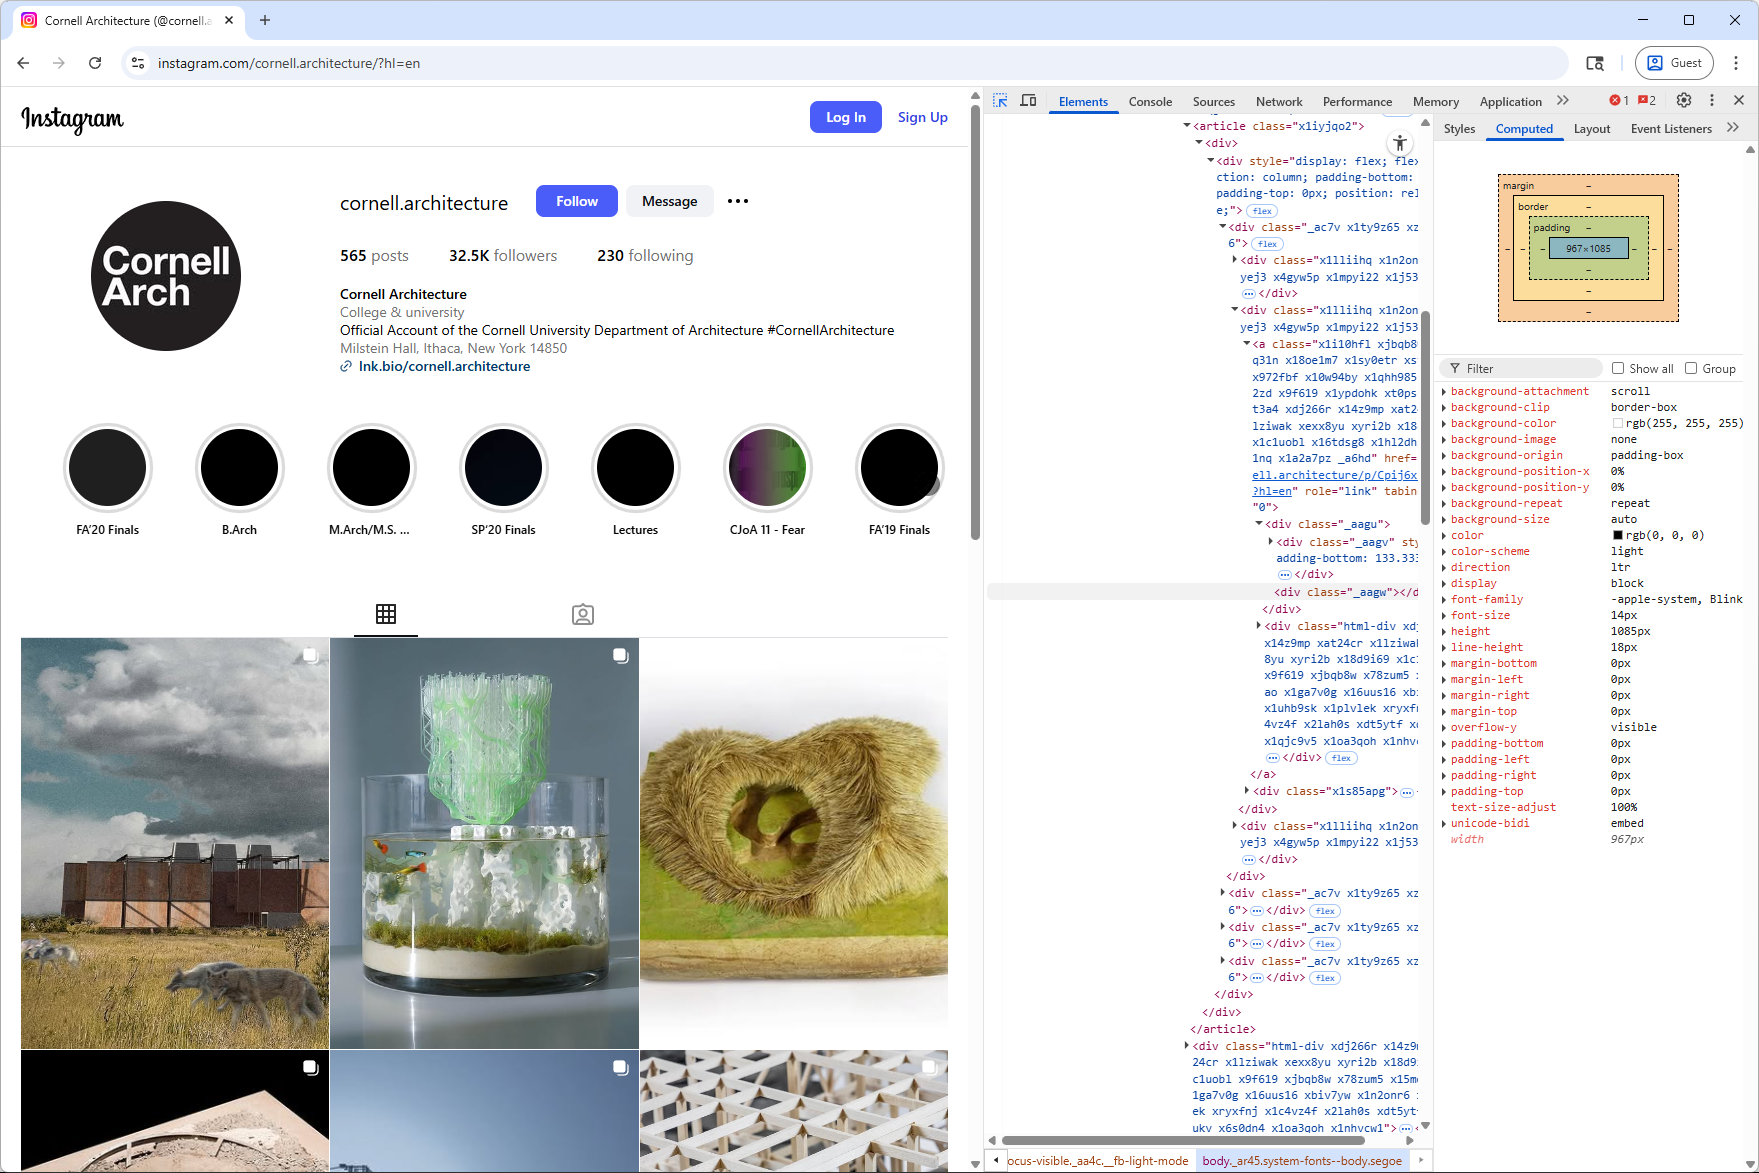 Cornell Architecture (@cornell.a
instagram.com/cornell.architecture/?hl=en
Guest
Instagram
Log In
Sign Up
Cornell
Arch
cornell.architecture
Follow
Message
565 posts
32.5K followers
230 following
Cornell Architecture
College & university
Official Account of the Cornell University Department of Architecture #CornellArchitecture
Milstein Hall, Ithaca, New York 14850
lnk.bio/cornell.architecture
FA'20 Finals
B.Arch
M.Arch/M.S. ...
SP'20 Finals
Lectures
CJoA 11 - Fear
FA'19 Finals
Elements
Console
Sources
Network
Performance
Memory
Application
1
2
<article class="x1iyjqo2">
<div>
<div style="display: flex; flex
ction: column; padding-bottom:
padding-top: 0px; position: rel
e;"> flex
<div class="_ac7v x1ty9z65 xz
6"> flex
<div class="x1lliihq x1n2on
yej3 x4gyw5p x1mpyi22 x1j53
</div>
<div class="x1lliihq x1n2on
yej3 x4gyw5p x1mpyi22 x1j53
<a class="x1i10hfl xjbqb8
q31n x18oe1m7 x1sy0etr xs
x972fbf x10w94by x1qhh985
2zd x9f619 x1ypdohk xt0ps
t3a4 xdj266r x14z9mp xat2
lziwak xexx8yu xyri2b x18
x1c1uobl x16tdsg8 x1hl2dh
1nq x1a2a7pz _a6hd" href=
ell.architecture/p/Cpij6x
?hl=en" role="link" tabin
"0">
<div class="_aagu">
<div class="_aagv" sty
adding-bottom: 133.333
</div>
<div class="_aagw"></d
</div>
<div class="html-div xdj
x14z9mp xat24cr x1lziwak
8yu xyri2b x18d9i69 x1c1
x9f619 xjbqb8w x78zum5 x
ao x1ga7v0g x16uus16 xbi
x1uhb9sk x1plvlek xryxfn
4vz4f x2lah0s xdt5ytf x
x1qjc9v5 x1oa3qoh x1nhvc
</div> flex
</a>
<div class="x1s85apg">
</div>
<div class="x1lliihq x1n2on
yej3 x4gyw5p x1mpyi22 x1j53
</div>
</div>
<div class="_ac7v x1ty9z65 xz
6"> </div> flex
<div class="_ac7v x1ty9z65 xz
6"> </div> flex
<div class="_ac7v x1ty9z65 xz
6"> </div> flex
</div>
</div>
</article>
<div class="html-div xdj266r x14z9m
24cr x1lziwak xexx8yu xyri2b x18d9i
c1uobl x9f619 xjbqb8w x78zum5 x15m
1ga7v0g x16uus16 xbiv7yw x1n2onr6 x
ek xryxfnj x1c4vz4f x2lah0s xdt5yt
ukv x6s0dn4 x1oa3qoh x1nhvcw1">
ocus-visible._aa4c.__fb-light-mode
body._ar45.system-fonts--body.segoe
Styles
Computed
Layout
Event Listeners
margin
–
border
–
padding
–
967×1085
Filter
Show all
Group
background-attachment scroll
background-clip border-box
background-color rgb(255, 255, 255)
background-image none
background-origin padding-box
background-position-x 0%
background-position-y 0%
background-repeat repeat
background-size auto
color rgb(0, 0, 0)
color-scheme light
direction ltr
display block
font-family -apple-system, Blink
font-size 14px
height 1085px
line-height 18px
margin-bottom 0px
margin-left 0px
margin-right 0px
margin-top 0px
overflow-y visible
padding-bottom 0px
padding-left 0px
padding-right 0px
padding-top 0px
text-size-adjust 100%
unicode-bidi embed
width 967px